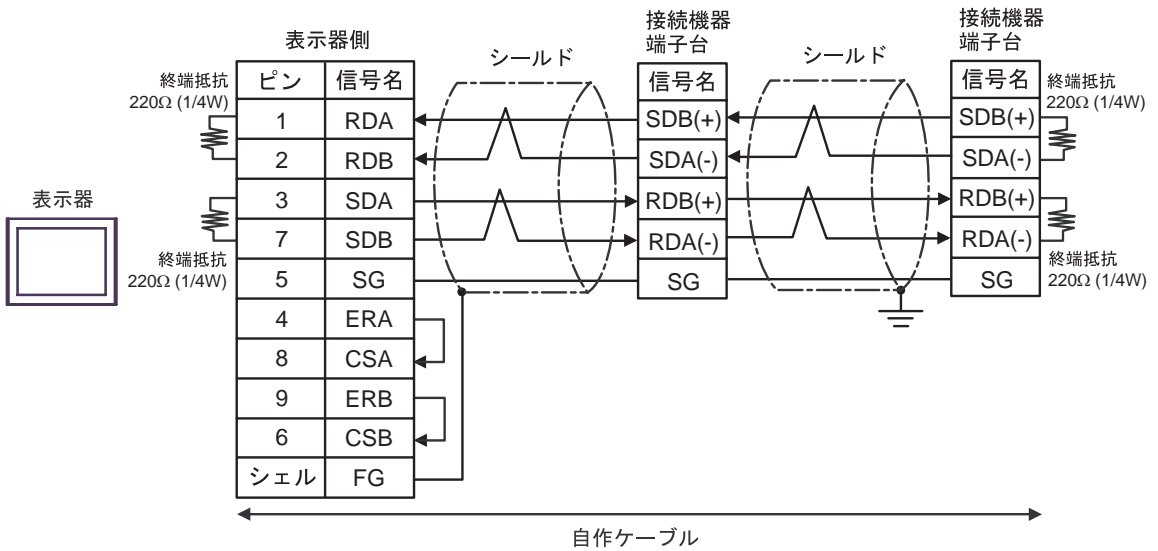 表示器側
接続機器
端子台
接続機器
端子台
シールド
シールド
終端抵抗
220Ω (1/4W)
ピン 信号名
1 RDA
2 RDB
3 SDA
7 SDB
5 SG
4 ERA
8 CSA
9 ERB
6 CSB
シェル FG
終端抵抗
220Ω (1/4W)
表示器
信号名
SDB(+)
SDA(-)
RDB(+)
RDA(-)
SG
信号名
SDB(+)
SDA(-)
RDB(+)
RDA(-)
SG
終端抵抗
220Ω (1/4W)
終端抵抗
220Ω (1/4W)
自作ケーブル